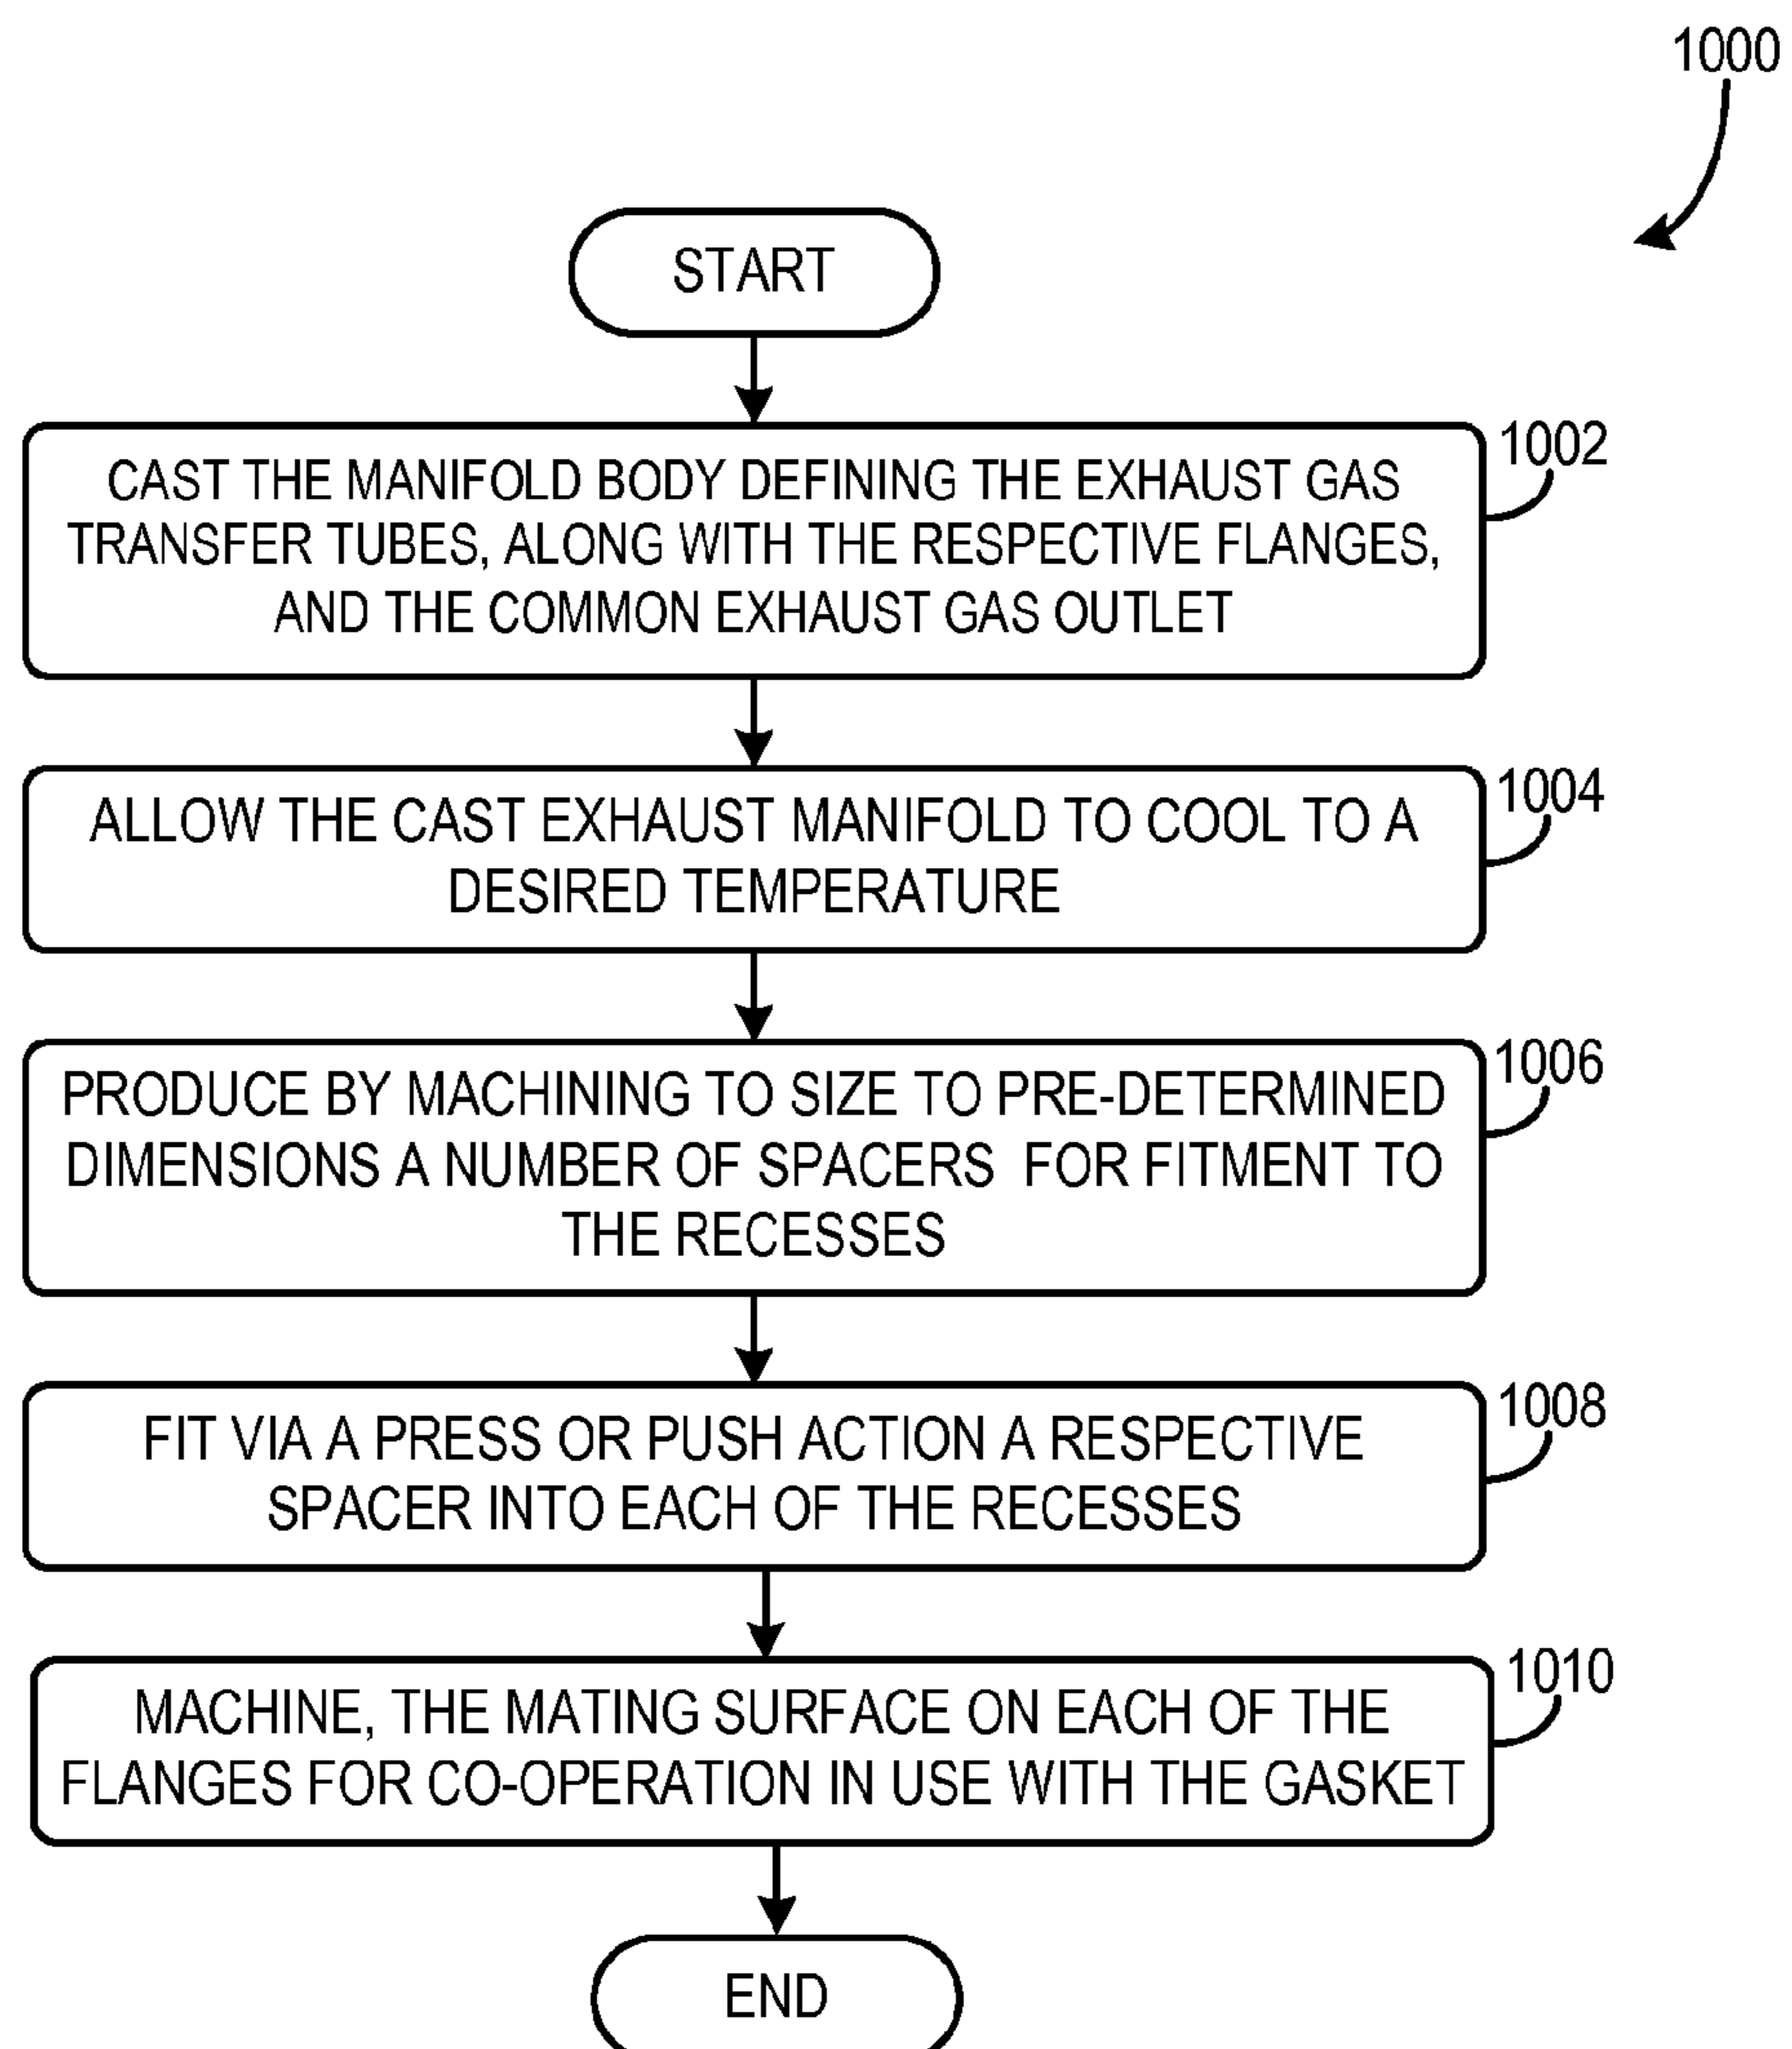 1000
START
1002
CAST THE MANIFOLD BODY DEFINING THE EXHAUST GAS
TRANSFER TUBES, ALONG WITH THE RESPECTIVE FLANGES,
AND THE COMMON EXHAUST GAS OUTLET
1004
ALLOW THE CAST EXHAUST MANIFOLD TO COOL TO A
DESIRED TEMPERATURE
1006
PRODUCE BY MACHINING TO SIZE TO PRE-DETERMINED
DIMENSIONS A NUMBER OF SPACERS FOR FITMENT TO
THE RECESSES
1008
FIT VIA A PRESS OR PUSH ACTION A RESPECTIVE
SPACER INTO EACH OF THE RECESSES
1010
MACHINE, THE MATING SURFACE ON EACH OF THE
FLANGES FOR CO-OPERATION IN USE WITH THE GASKET
END